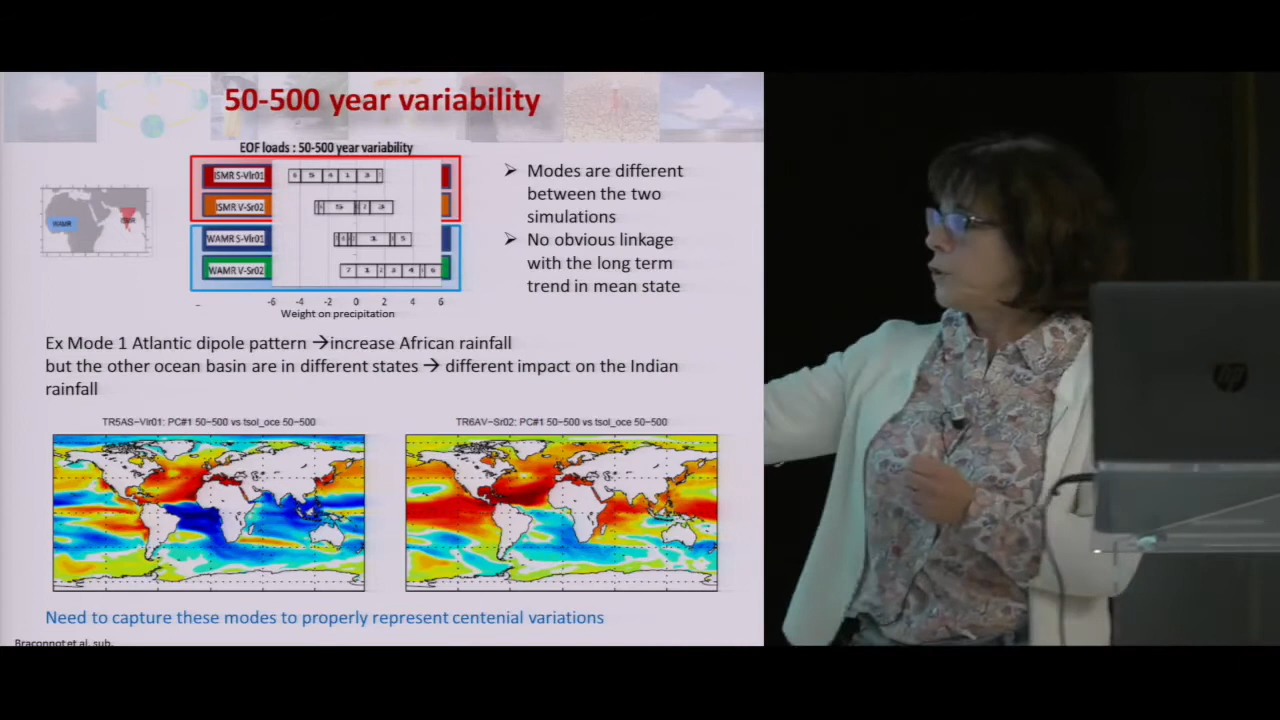 50-500 year variability
EOF loads : 50-500 year variability
ISMR S-Vlr01
ISMR V-Sr02
WAMR S-Vlr01
WAMR V-Sr02
-6 -4 -2 0 2 4 6
Weight on precipitation
WAMR
➢ Modes are different
between the two
simulations
➢ No obvious linkage
with the long term
trend in mean state
Ex Mode 1 Atlantic dipole pattern →increase African rainfall
but the other ocean basin are in different states → different impact on the Indian
rainfall
TR5AS-Vlr01: PC#1 50-500 vs tsol_oce 50-500
TR6AV-Sr02: PC#1 50-500 vs tsol_oce 50-500
Need to capture these modes to properly represent centenial variations
Braconnot et al. sub.
hp